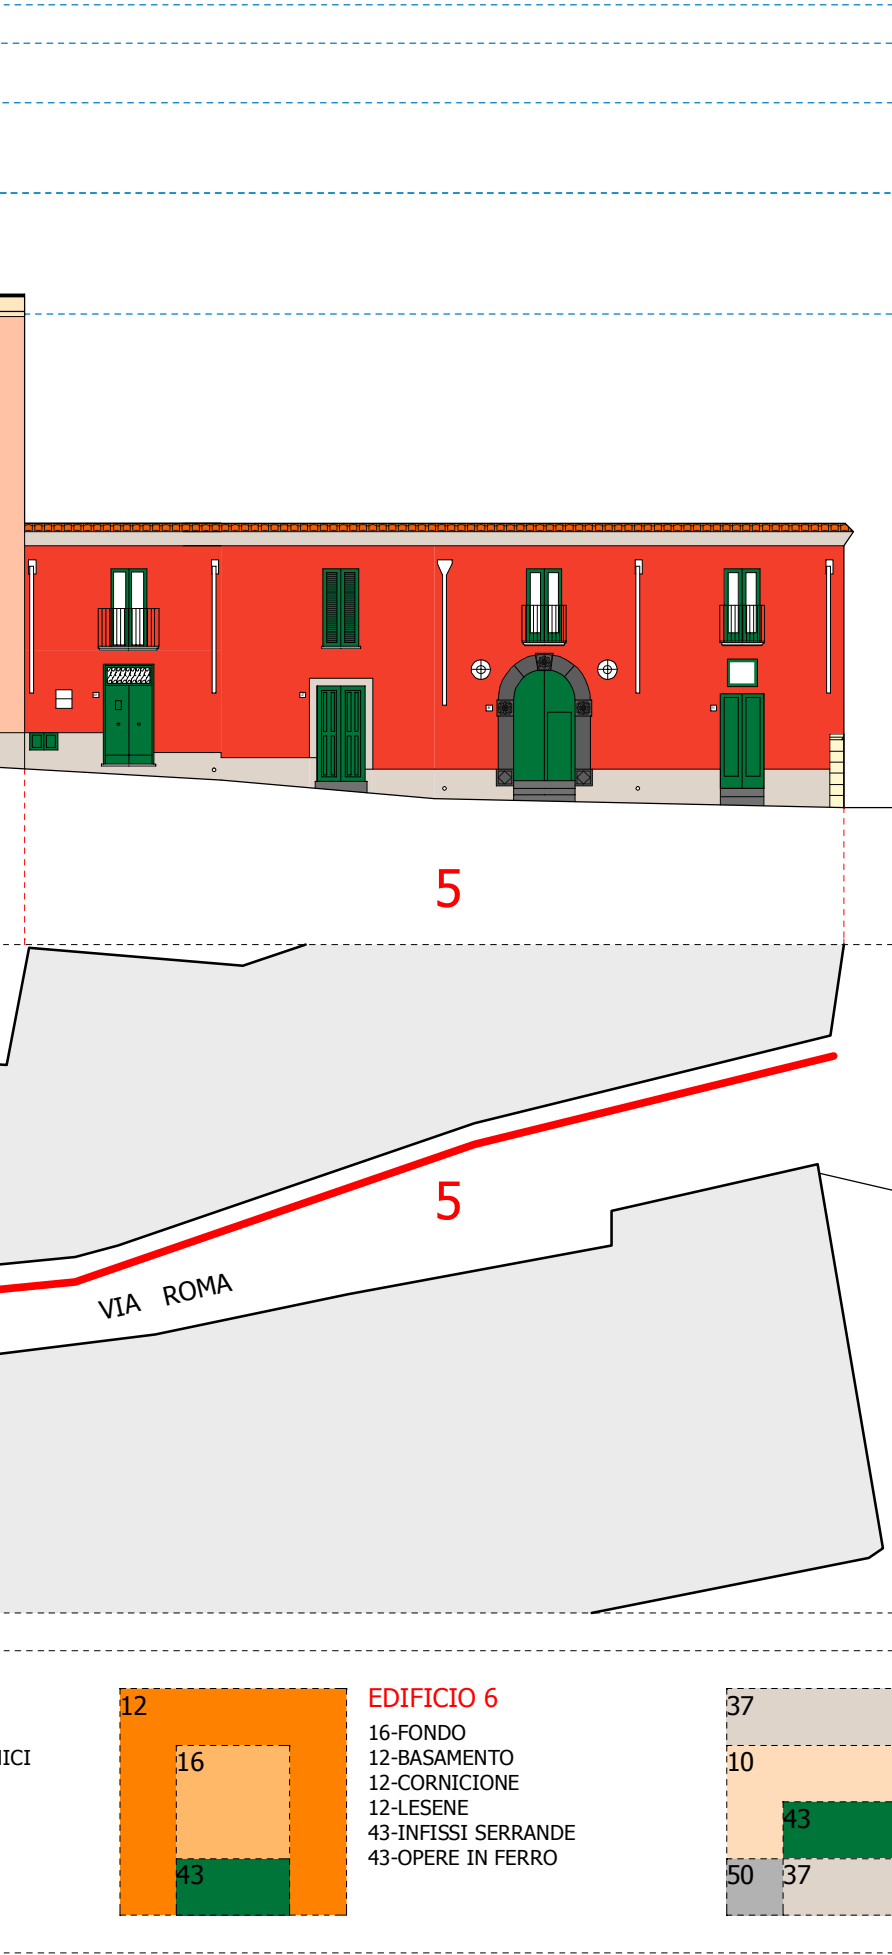 5
5
VIA ROMA
ICI
12
16
43
EDIFICIO 6
16-FONDO
12-BASAMENTO
12-CORNICIONE
12-LESENE
43-INFISSI SERRANDE
43-OPERE IN FERRO
37
10
43
50
37